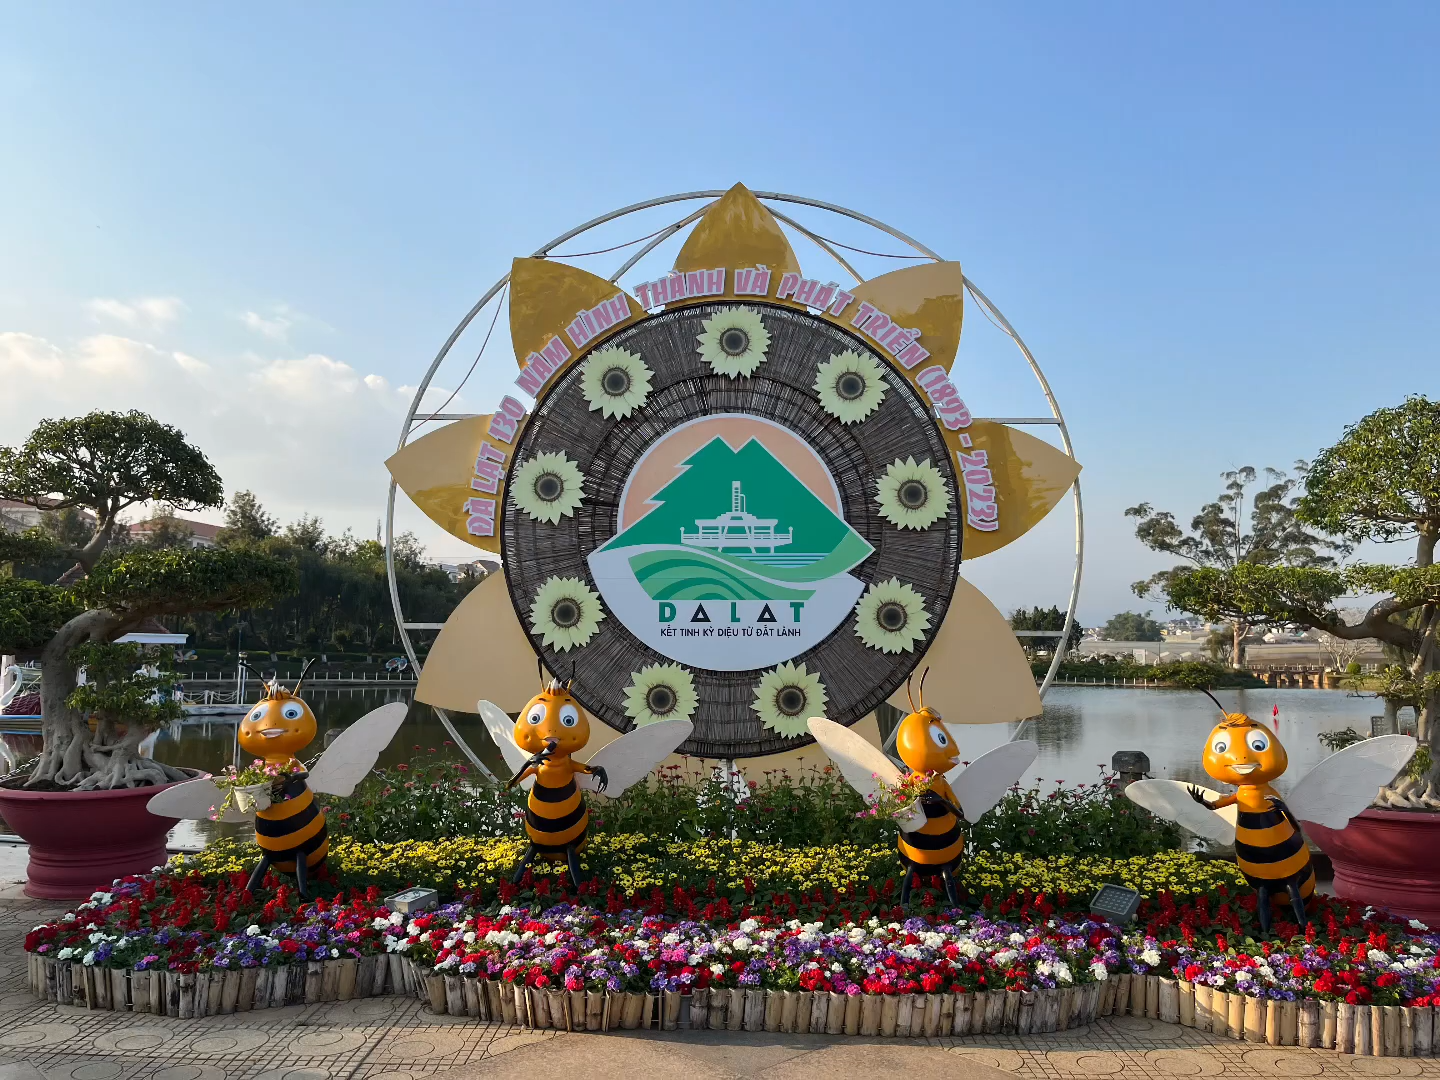 ĐÀ LẠT 130 NĂM HÌNH THÀNH VÀ PHÁT TRIỂN (1893 - 2023)
DALAT
KẾT TINH KỲ DIỆU TỪ ĐẤT LÀNH